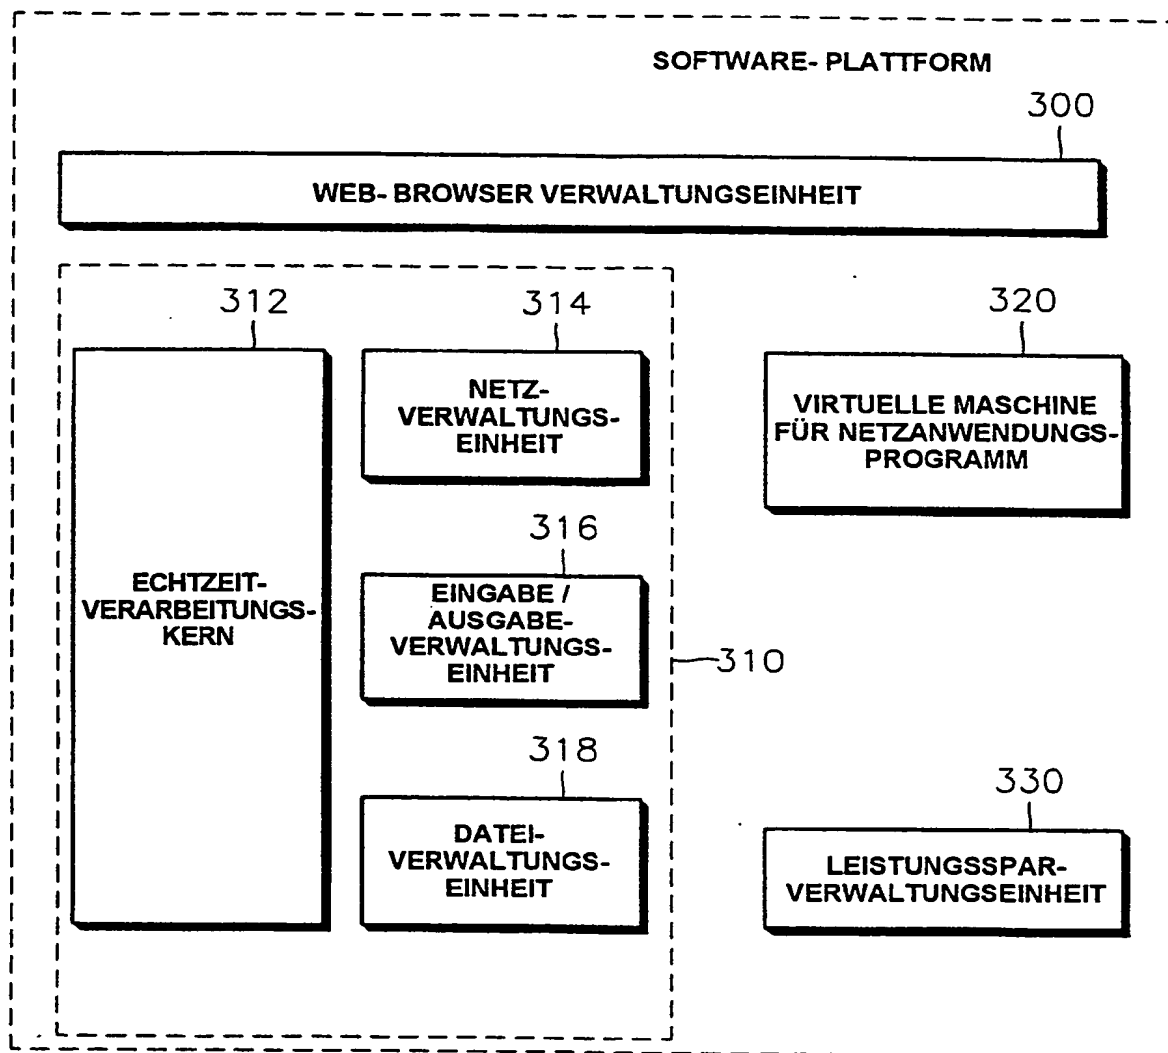 SOFTWARE- PLATTFORM
300
WEB- BROWSER VERWALTUNGSEINHEIT
312
314
320
NETZ-
VERWALTUNGS-
EINHEIT
VIRTUELLE MASCHINE
FÜR NETZANWENDUNGS-
PROGRAMM
316
ECHTZEIT-
VERARBEITUNGS-
KERN
EINGABE /
AUSGABE-
VERWALTUNGS-
EINHEIT
310
318
330
DATEI-
VERWALTUNGS-
EINHEIT
LEISTUNGSSPAR-
VERWALTUNGSEINHEIT